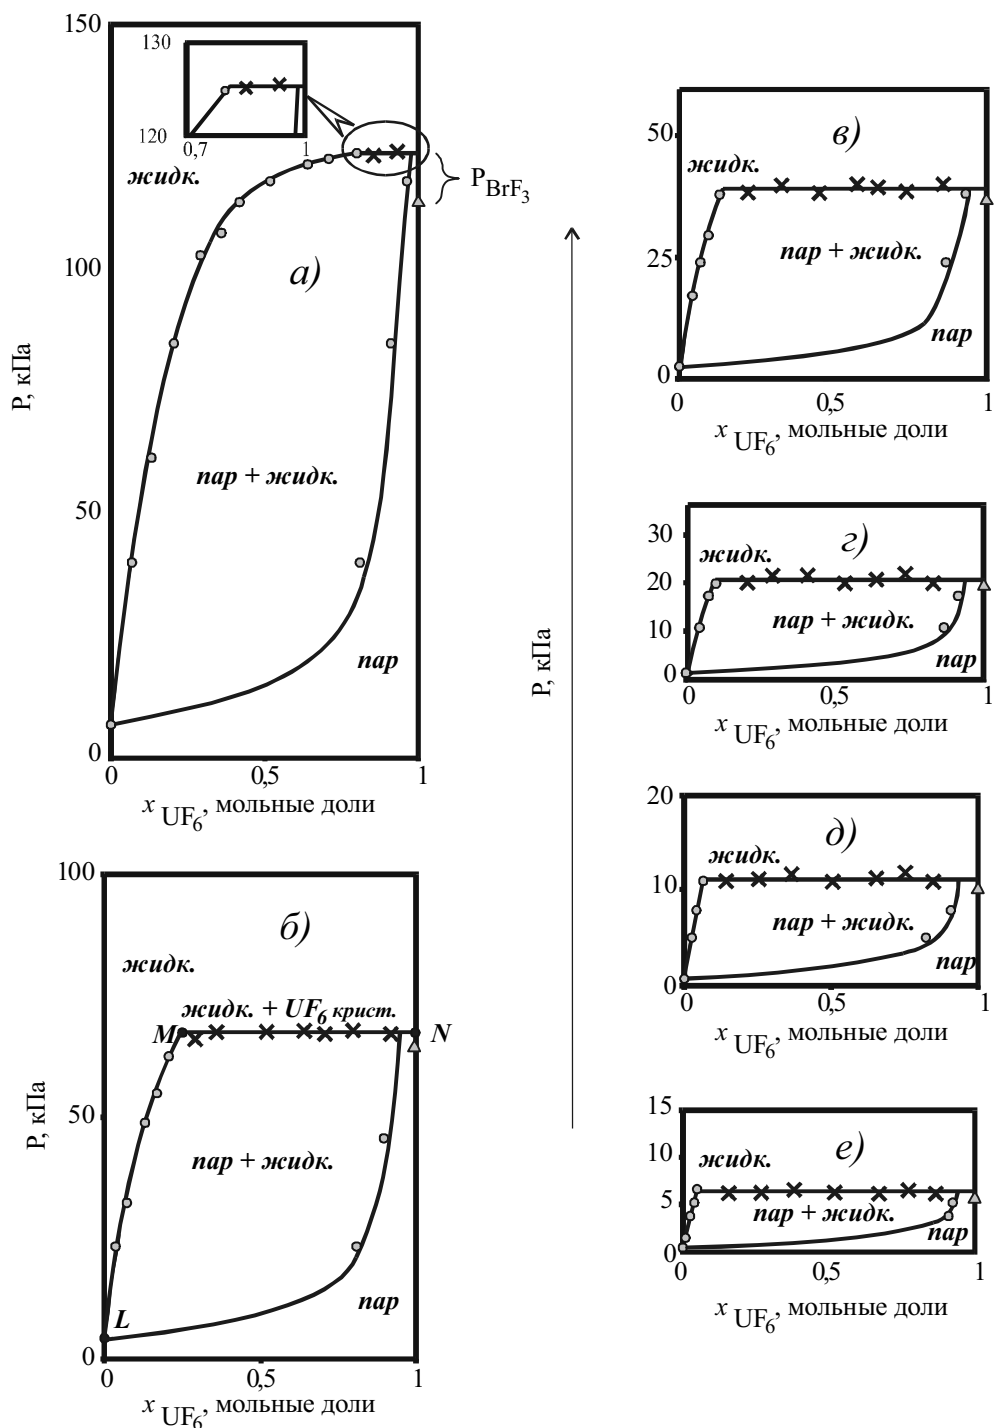 150
130
120
0,7
1
жидк.
P BrF3
100
а)
P, кПа
50
пар + жидк.
пар
0
0
0,5
1
x UF6, мольные доли
100
б)
жидк.
жидк. + UF6 крист.
M
N
P, кПа
50
пар + жидк.
L
пар
0
0
0,5
1
x UF6, мольные доли
P, кПа
50
в)
жидк.
пар + жидк.
25
пар
0
0
0,5
1
x UF6, мольные доли
30
г)
жидк.
20
пар + жидк.
10
пар
0
0
0,5
1
x UF6, мольные доли
20
д)
жидк.
10
пар + жидк.
пар
0
0
0,5
1
x UF6, мольные доли
15
е)
10
жидк.
5
пар + жидк.
пар
0
0
0,5
1
x UF6, мольные доли